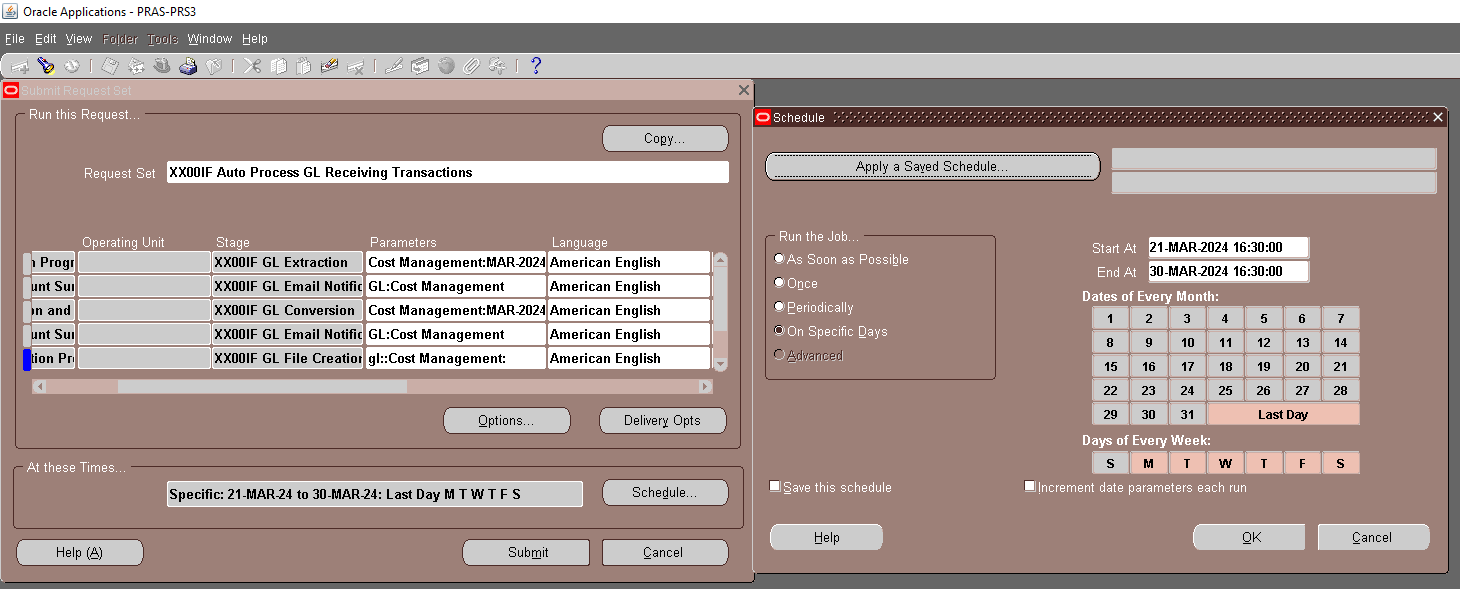 Oracle Applications - PRAS-PRS3
File Edit View Folder Tools Window Help
Submit Request Set
Run this Request...
Copy...
Request Set XX00IF Auto Process GL Receiving Transactions
Operating Unit Stage Parameters Language
n Progr XX00IF GL Extraction Cost Management:MAR-2024 American English
unt Sur XX00IF GL Email Notific GL:Cost Management American English
on and XX00IF GL Conversion Cost Management:MAR-2024 American English
unt Sur XX00IF GL Email Notific GL:Cost Management American English
tion Pr XX00IF GL File Creation gl::Cost Management: American English
Options... Delivery Opts
At these Times...
Specific: 21-MAR-24 to 30-MAR-24: Last Day M T W T F S Schedule...
Help (A) Submit Cancel
Schedule
Apply a Saved Schedule...
Run the Job...
As Soon as Possible
Once
Periodically
On Specific Days
Advanced
Start At 21-MAR-2024 16:30:00
End At 30-MAR-2024 16:30:00
Dates of Every Month:
1 2 3 4 5 6 7
8 9 10 11 12 13 14
15 16 17 18 19 20 21
22 23 24 25 26 27 28
29 30 31 Last Day
Days of Every Week:
S M T W T F S
Save this schedule Increment date parameters each run
Help OK Cancel